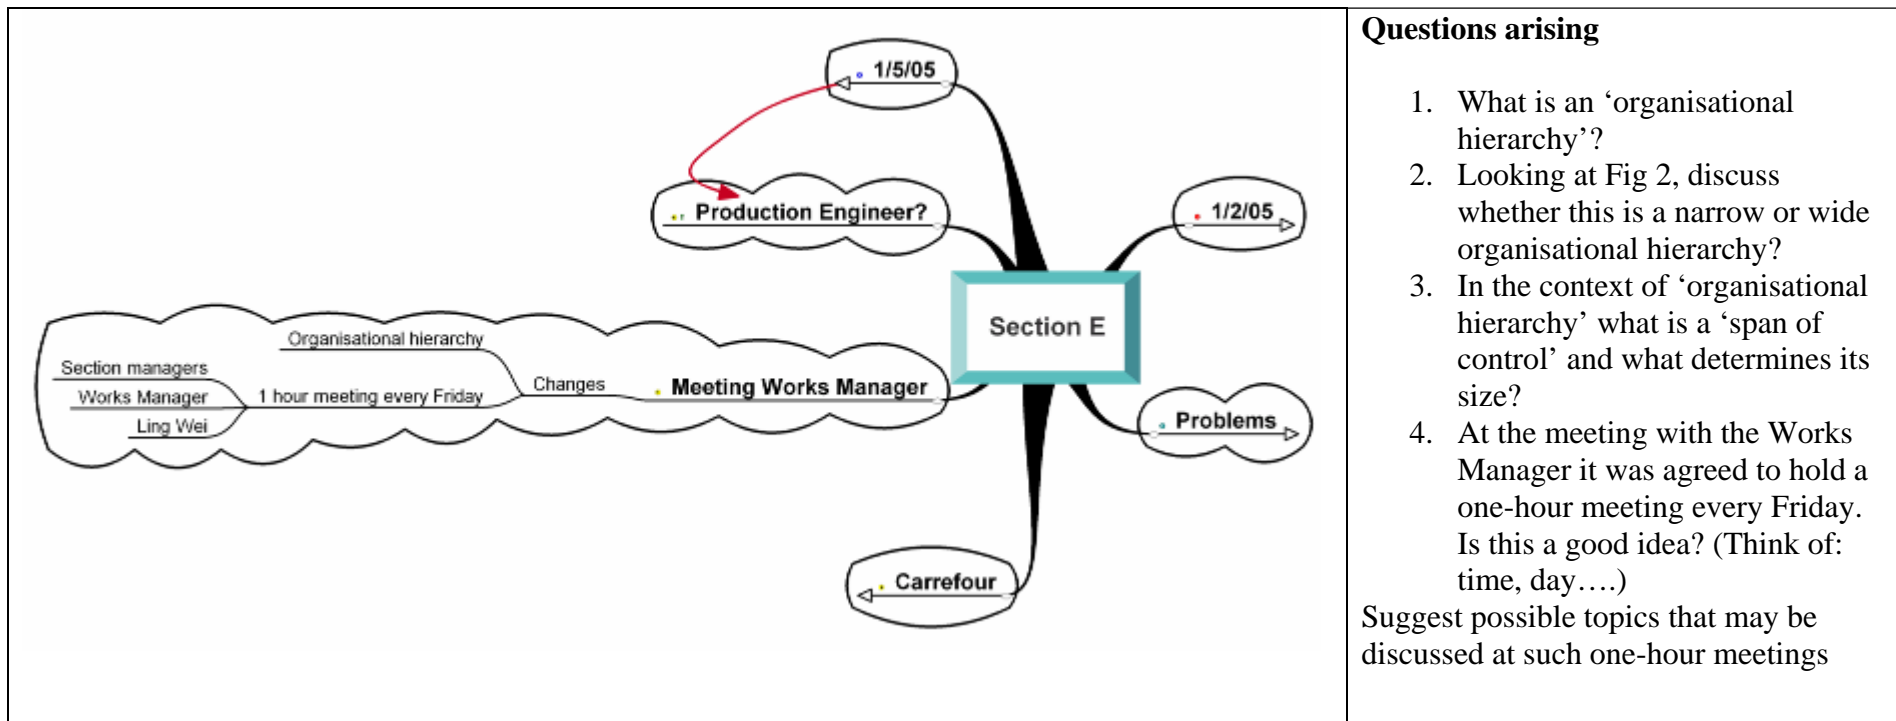 1/5/05
Production Engineer?
1/2/05
Section E
Organisational hierarchy
Section managers
Works Manager
Ling Wei
1 hour meeting every Friday
Changes
Meeting Works Manager
Problems
Carrefour
Questions arising
1. What is an ‘organisational
hierarchy’?
2. Looking at Fig 2, discuss
whether this is a narrow or wide
organisational hierarchy?
3. In the context of ‘organisational
hierarchy’ what is a ‘span of
control’ and what determines its
size?
4. At the meeting with the Works
Manager it was agreed to hold a
one-hour meeting every Friday.
Is this a good idea? (Think of:
time, day….)
Suggest possible topics that may be
discussed at such one-hour meetings